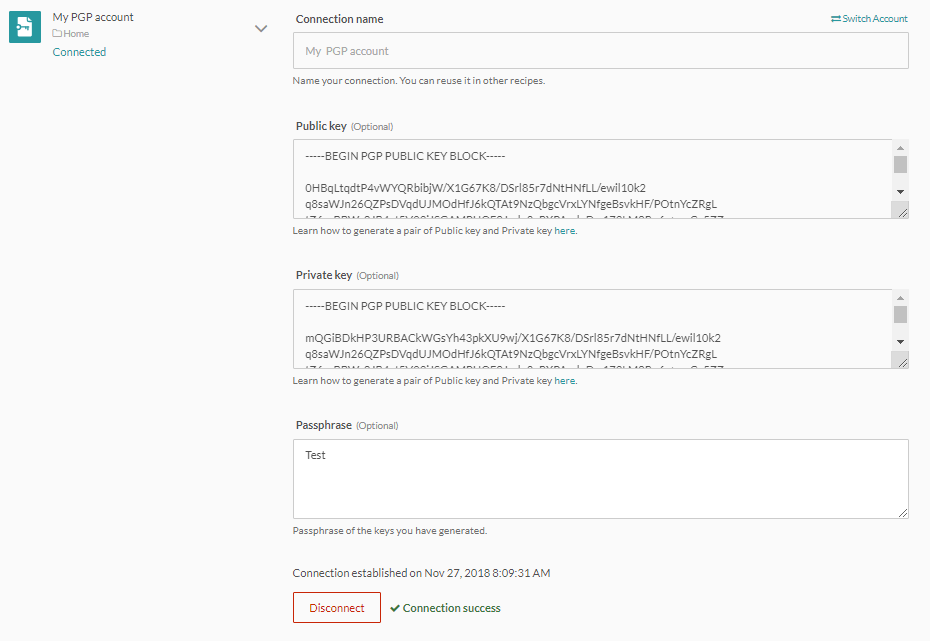 My PGP account
Home
Connected
Connection name
Switch Account
My PGP account
Name your connection. You can reuse it in other recipes.
Public key (Optional)
-----BEGIN PGP PUBLIC KEY BLOCK-----
0HBqLtqdtP4vWYQRbibjW/X1G67K8/DSrl85r7dNtHNfLL/ewil10k2
q8saWJn26QZPsDVqdUJMOdHfJ6kQTAt9NzQbgcVrxLYNfgeBsvkHF/POtnYcZRgL
Learn how to generate a pair of Public key and Private key here.
Private key (Optional)
-----BEGIN PGP PUBLIC KEY BLOCK-----
mQGiBDkHP3URBACkWGsYh43pkXU9wj/X1G67K8/DSrl85r7dNtHNfLL/ewil10k2
q8saWJn26QZPsDVqdUJMOdHfJ6kQTAt9NzQbgcVrxLYNfgeBsvkHF/POtnYcZRgL
Learn how to generate a pair of Public key and Private key here.
Passphrase (Optional)
Test
Passphrase of the keys you have generated.
Connection established on Nov 27, 2018 8:09:31 AM
Disconnect
Connection success